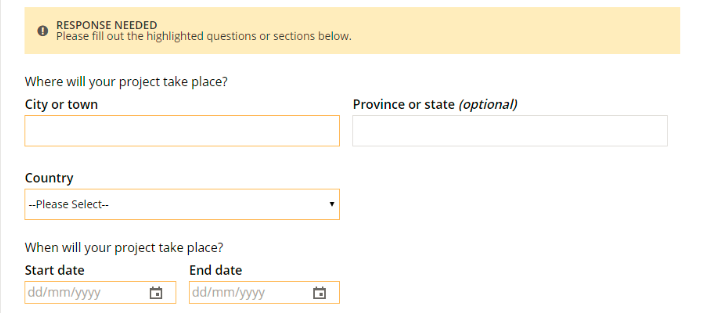 RESPONSE NEEDED
Please fill out the highlighted questions or sections below.
Where will your project take place?
City or town
Province or state (optional)
Country
--Please Select--
When will your project take place?
Start date
End date
dd/mm/yyyy
dd/mm/yyyy